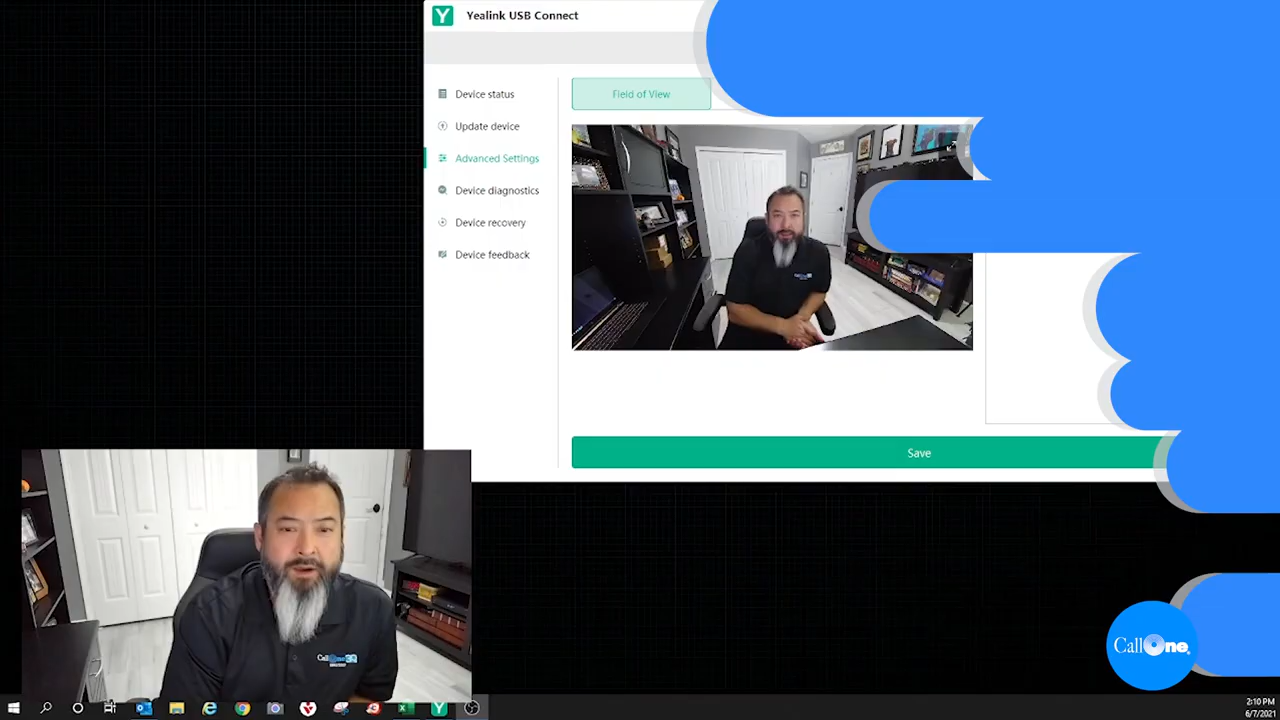 Yealink USB Connect
Device status
Update device
Advanced Settings
Device diagnostics
Device recovery
Device feedback
Field of View
Save
CallOne
CallOne
2:10 PM
6/7/2021